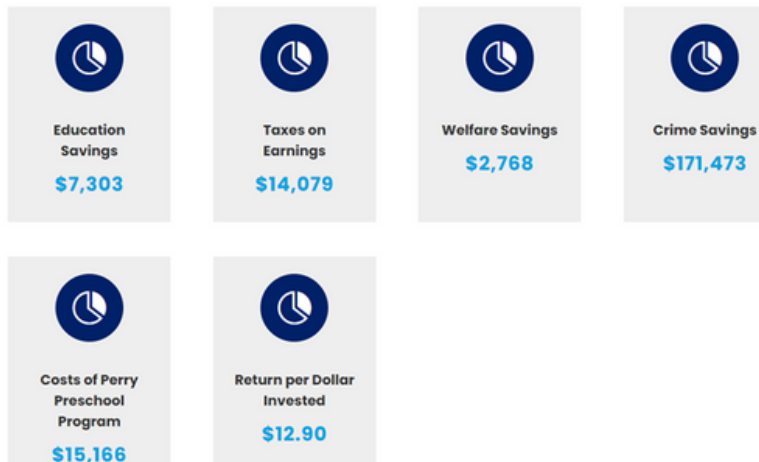 Education
Savings
$7,303
Taxes on
Earnings
$14,079
Welfare Savings
$2,768
Crime Savings
$171,473
Costs of Perry
Preschool
Program
$15,166
Return per Dollar
Invested
$12.90